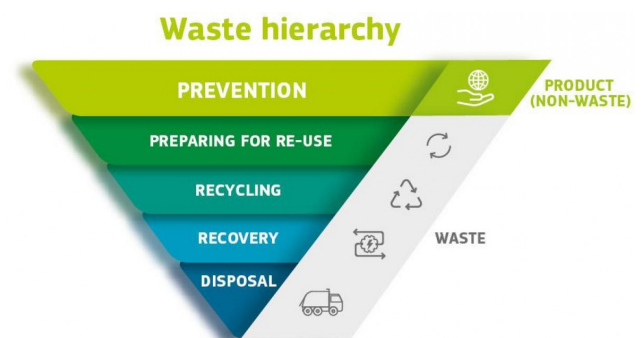 Waste hierarchy
PREVENTION
PRODUCT
(NON-WASTE)
PREPARING FOR RE-USE
RECYCLING
RECOVERY
WASTE
DISPOSAL